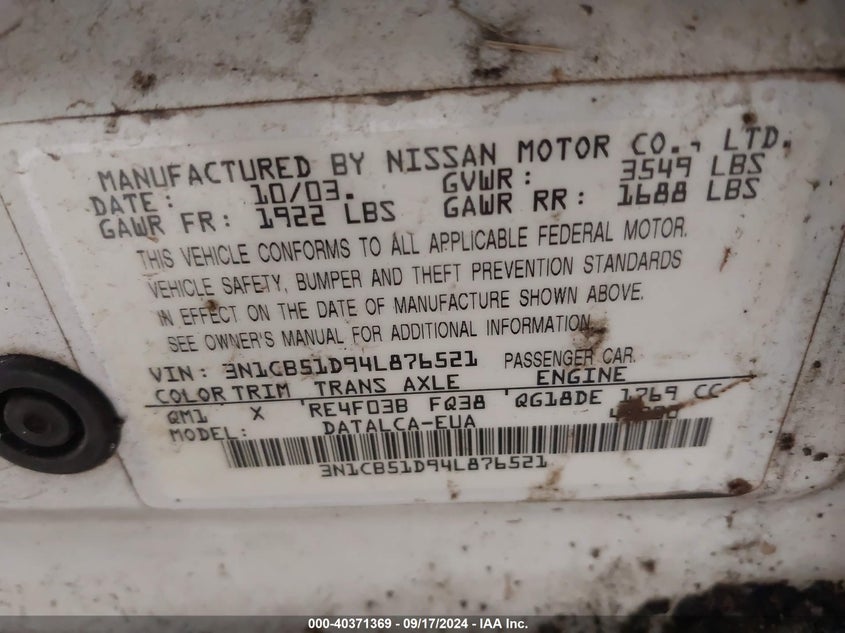 MANUFACTURED BY NISSAN MOTOR CO., LTD.
DATE: 10/03. GVWR: 3549 LBS
GAWR FR: 1922 LBS GAWR RR: 1688 LBS
THIS VEHICLE CONFORMS TO ALL APPLICABLE FEDERAL MOTOR
VEHICLE SAFETY, BUMPER AND THEFT PREVENTION STANDARDS
IN EFFECT ON THE DATE OF MANUFACTURE SHOWN ABOVE.
SEE OWNER'S MANUAL FOR ADDITIONAL INFORMATION.
VIN: 3N1CB51D94L876521 PASSENGER CAR
COLOR TRIM TRANS AXLE ENGINE
QM1 X RE4F03B FQ38 QG18DE 1769 CC
MODEL: DATALCA-EUA
3N1CB51D94L876521
000-40371369 - 09/17/2024 - IAA Inc.